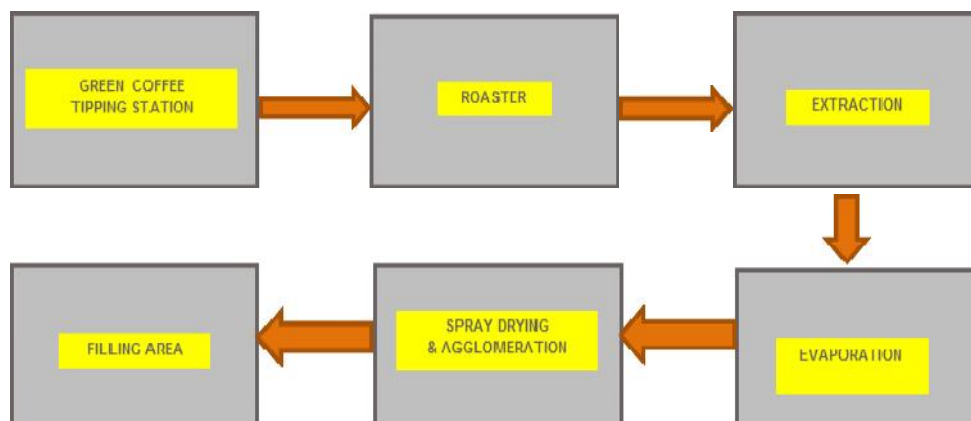 GREEN COFFEE
TIPPING STATION
ROASTER
EXTRACTION
EVAPORATION
SPRAY DRYING
& AGGLOMERATION
FILLING AREA